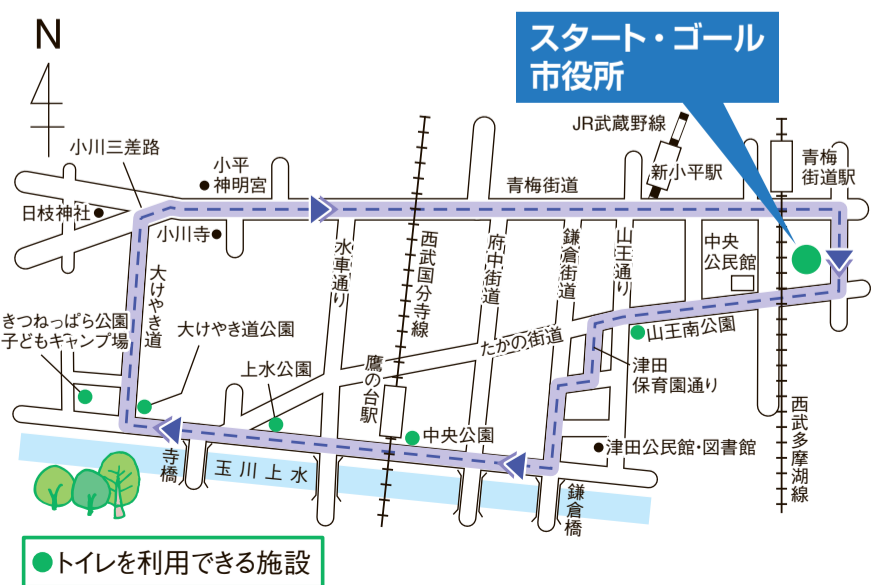 N
スタート・ゴール
市役所
JR武蔵野線
小川三差路
小平
神明宮
青梅街道
新小平駅
青梅
街道駅
日枝神社
小川寺
水車通り
西武国分寺線
府中街道
鎌倉街道
山王通り
中央
公民館
大けやき道
きつねっぱら公園
子どもキャンプ場
大けやき道公園
上水公園
鷹の台駅
たかの街道
山王南公園
津田
保育園通り
中央公園
津田公民館・図書館
西武多摩湖線
寺橋
玉川上水
鎌倉橋
トイレを利用できる施設